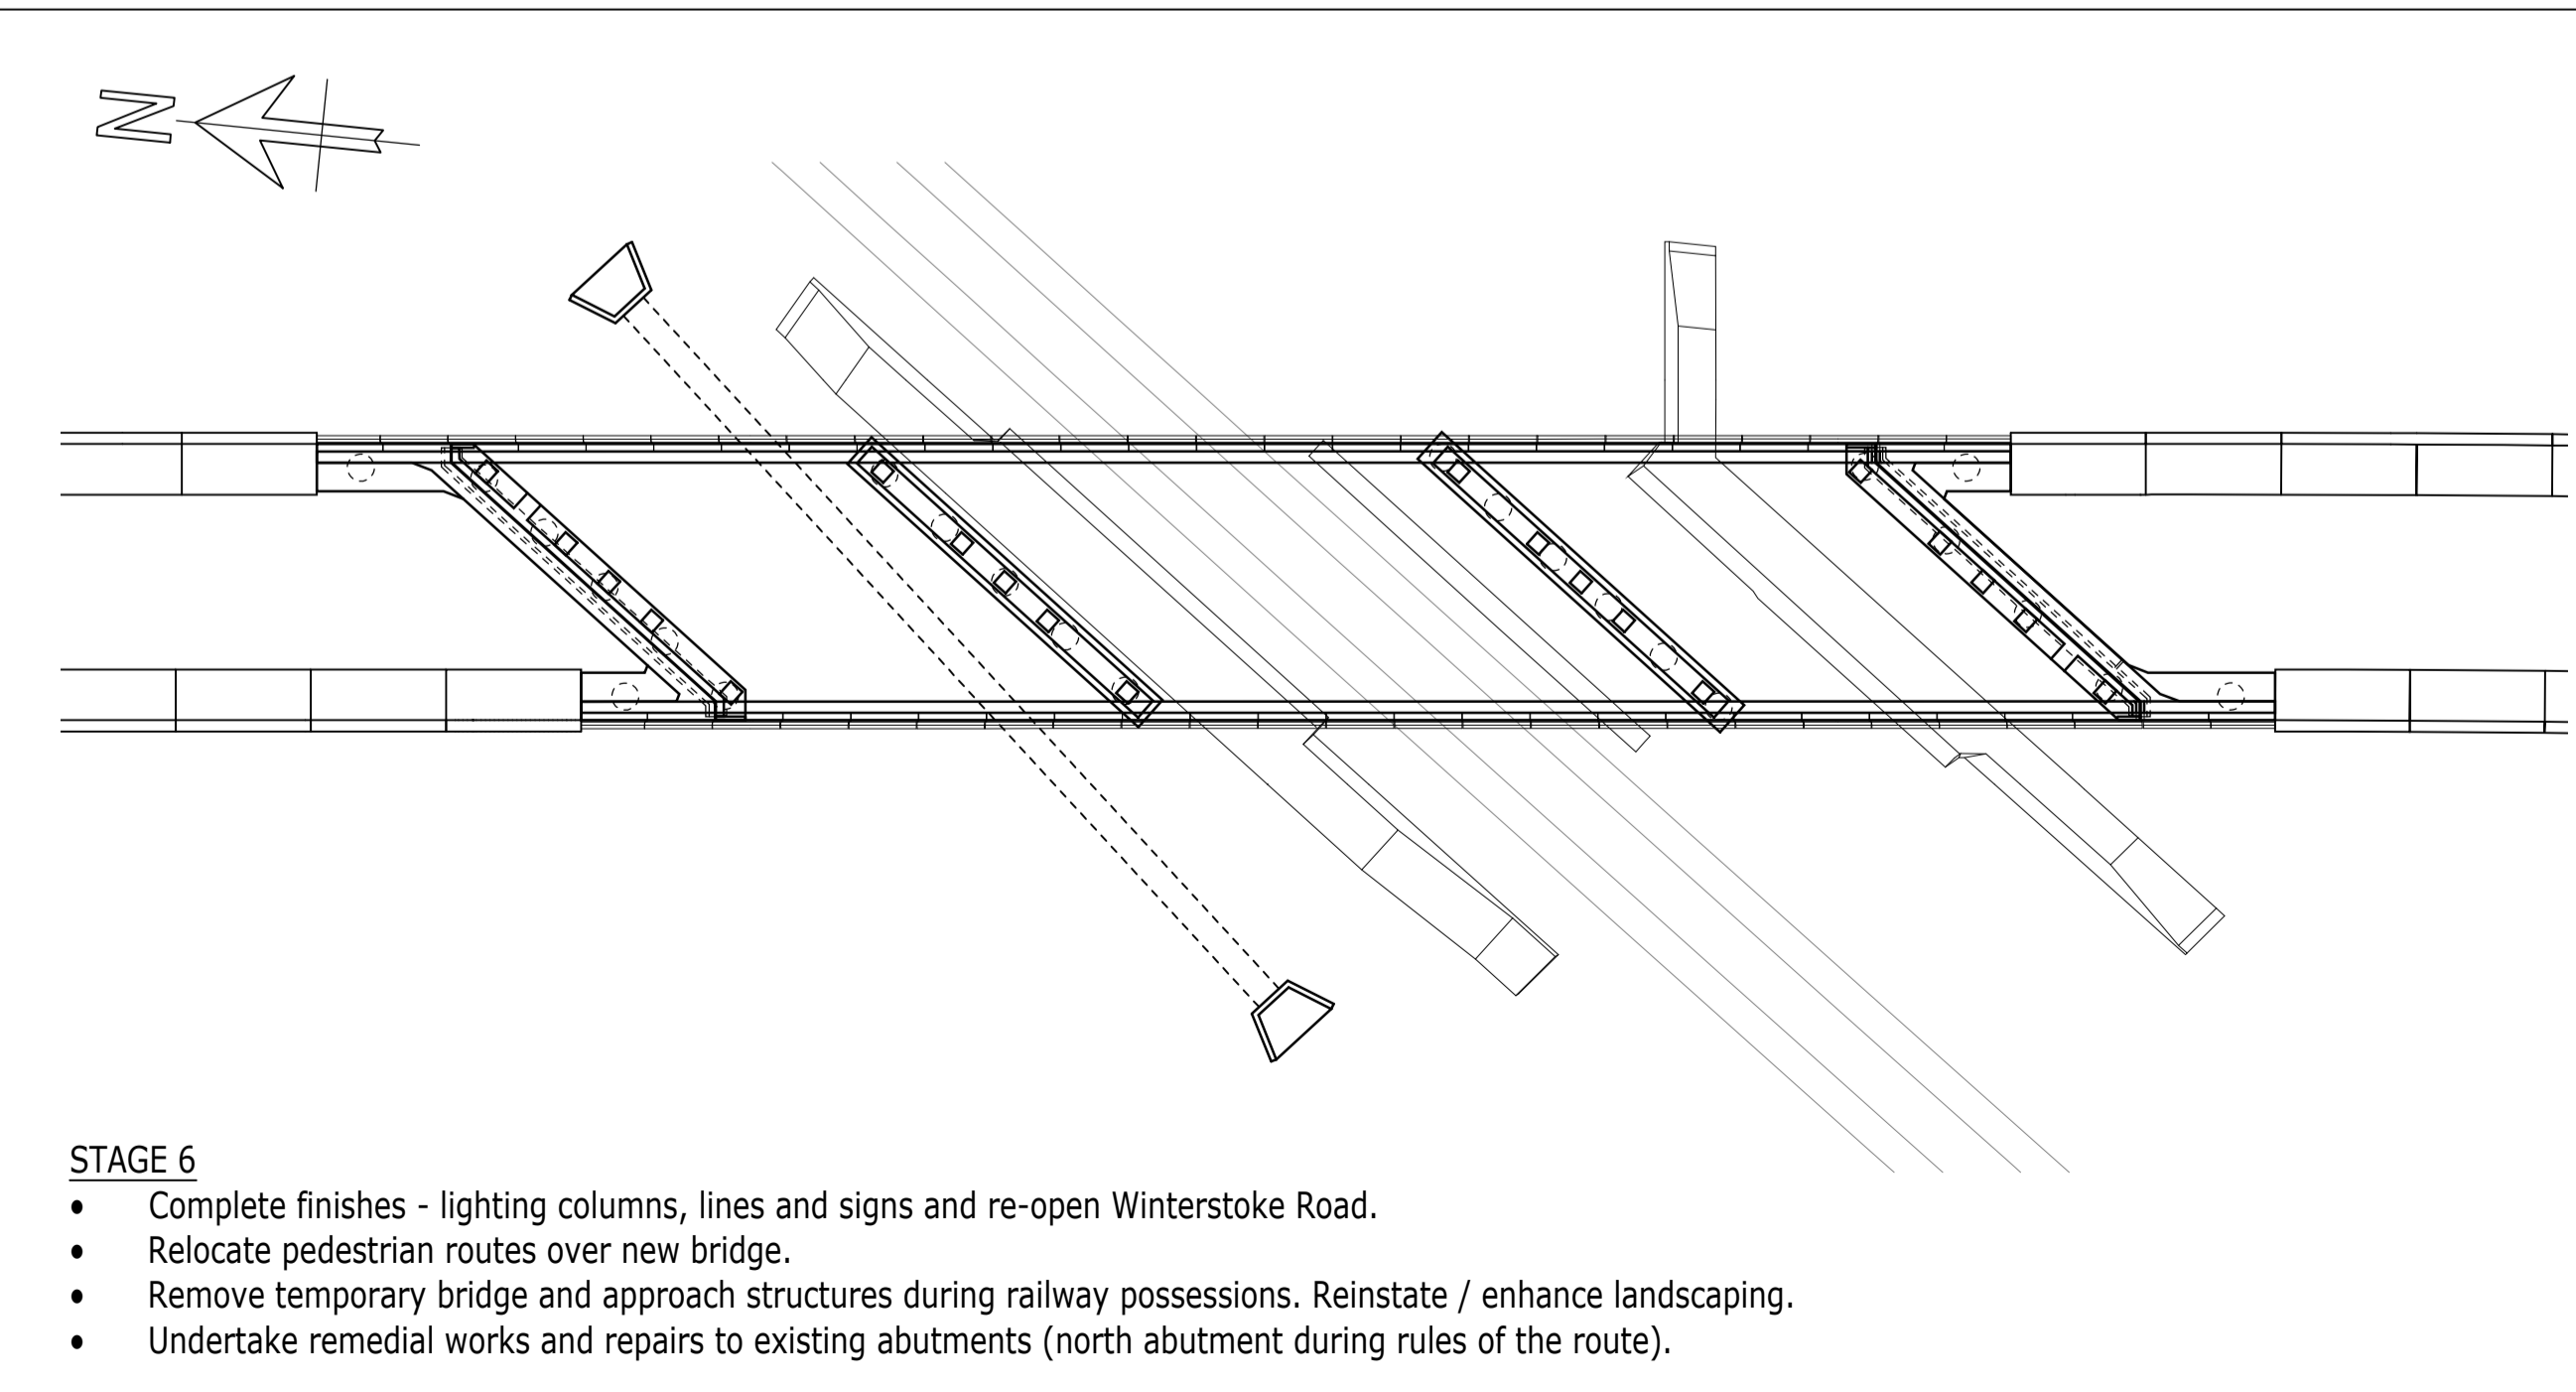 N
STAGE 6
• Complete finishes - lighting columns, lines and signs and re-open Winterstoke Road.
• Relocate pedestrian routes over new bridge.
• Remove temporary bridge and approach structures during railway possessions. Reinstate / enhance landscaping.
• Undertake remedial works and repairs to existing abutments (north abutment during rules of the route).